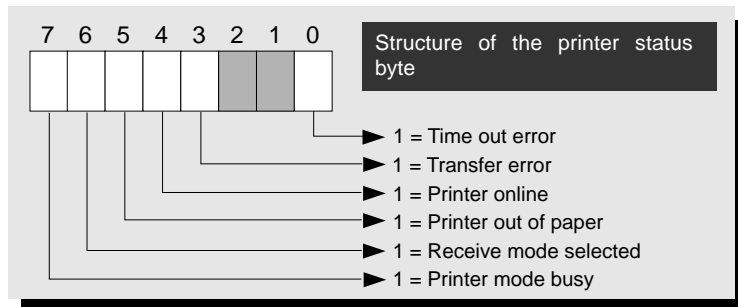 7 6 5 4 3 2 1 0
Structure of the printer status
byte
1 = Time out error
1 = Transfer error
1 = Printer online
1 = Printer out of paper
1 = Receive mode selected
1 = Printer mode busy